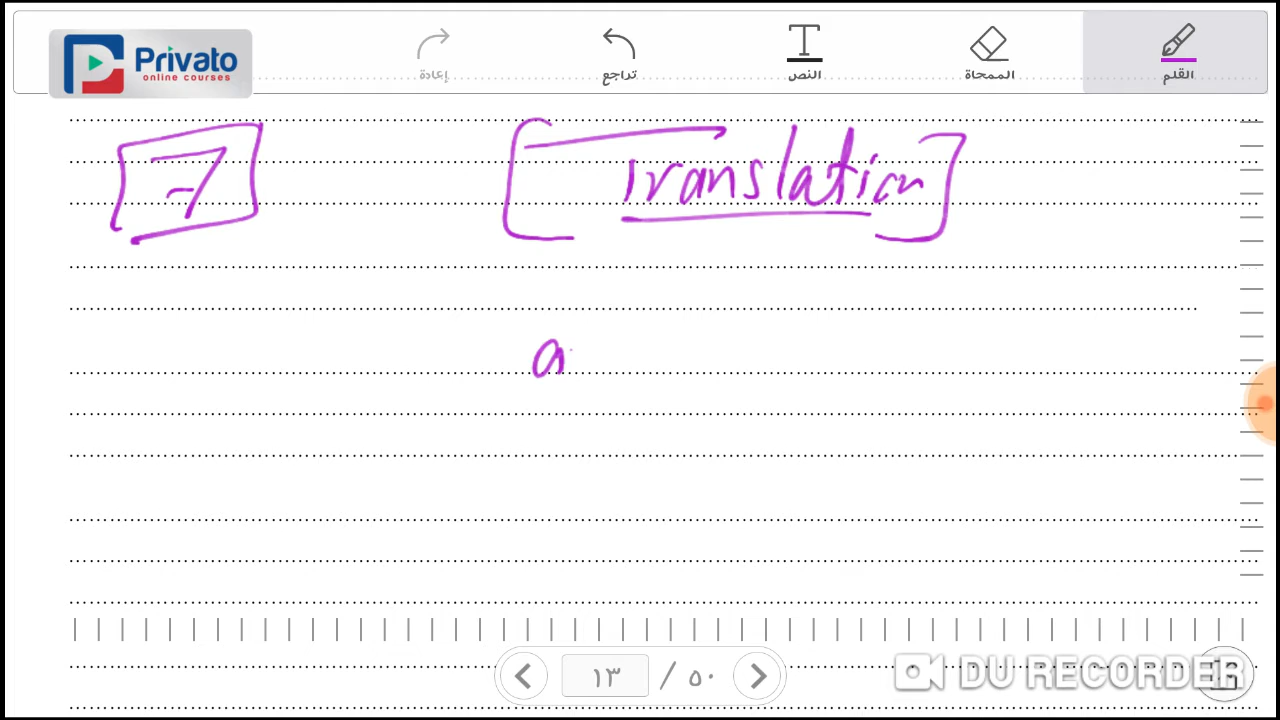 Privato
online courses
إعادة
تراجع
النص
الممحاة
القلم
7
Translation
a
١٣ / ٥٠
DU RECORDER